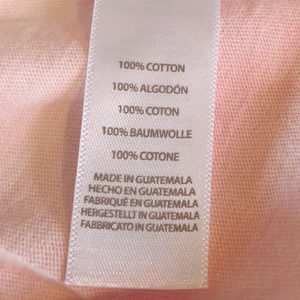 100% COTTON
100% ALGODÓN
100% COTON
100% BAUMWOLLE
100% COTONE
MADE IN GUATEMALA
HECHO EN GUATEMALA
FABRIQUÉ EN GUATEMALA
HERGESTELLT IN GUATEMALA
FABBRICATO IN GUATEMALA